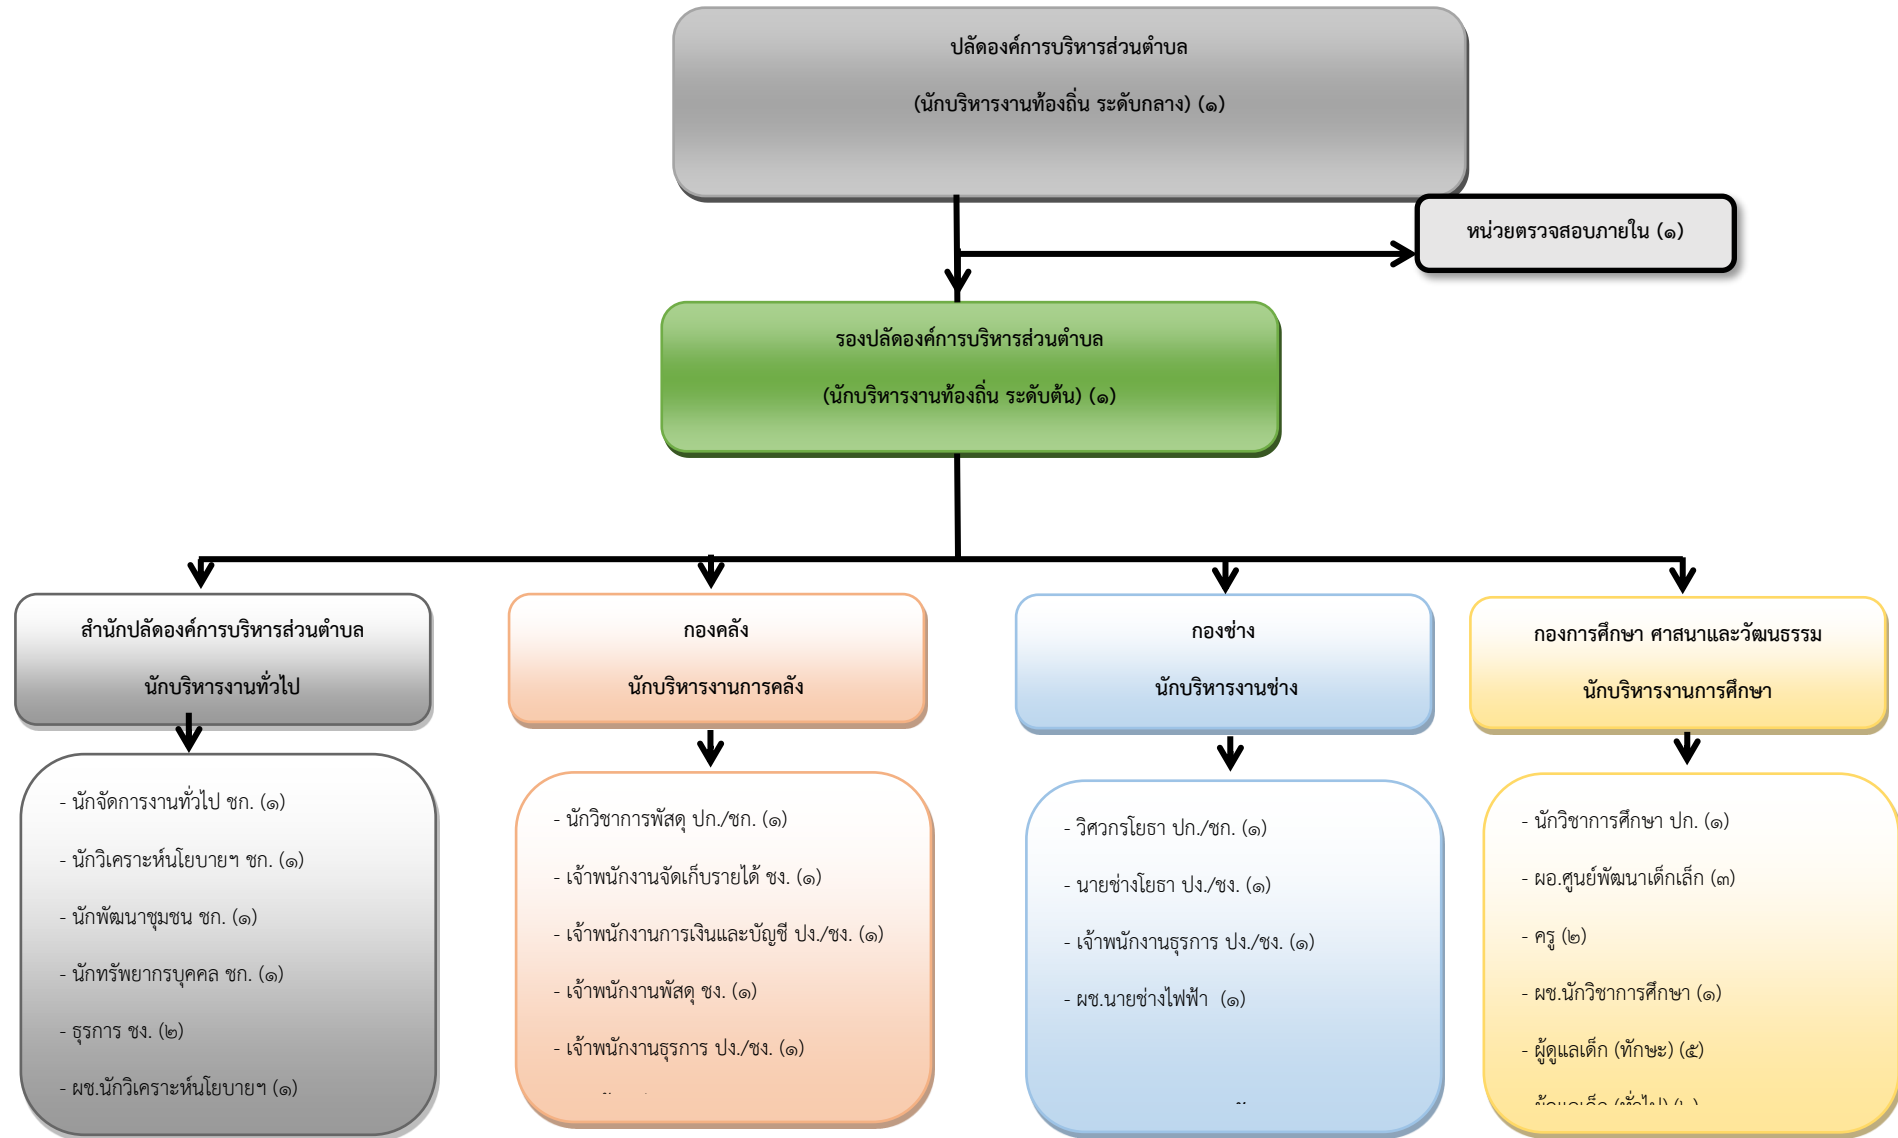 ปลัดองค์การบริหารส่วนตำบล
(นักบริหารงานท้องถิ่น ระดับกลาง) (๑)
หน่วยตรวจสอบภายใน (๑)
รองปลัดองค์การบริหารส่วนตำบล
(นักบริหารงานท้องถิ่น ระดับต้น) (๑)
สำนักปลัดองค์การบริหารส่วนตำบล
นักบริหารงานทั่วไป
- นักจัดการงานทั่วไป ชก. (๑)
- นักวิเคราะห์นโยบายฯ ชก. (๑)
- นักพัฒนาชุมชน ชก. (๑)
- นักทรัพยากรบุคคล ชก. (๑)
- ธุรการ ชง. (๒)
- ผช.นักวิเคราะห์นโยบายฯ (๑)
กองคลัง
นักบริหารงานการคลัง
- นักวิชาการพัสดุ ปก./ชก. (๑)
- เจ้าพนักงานจัดเก็บรายได้ ชง. (๑)
- เจ้าพนักงานการเงินและบัญชี ปง./ชง. (๑)
- เจ้าพนักงานพัสดุ ชง. (๑)
- เจ้าพนักงานธุรการ ปง./ชง. (๑)
กองช่าง
นักบริหารงานช่าง
- วิศวกรโยธา ปก./ชก. (๑)
- นายช่างโยธา ปง./ชง. (๑)
- เจ้าพนักงานธุรการ ปง./ชง. (๑)
- ผช.นายช่างไฟฟ้า (๑)
กองการศึกษา ศาสนาและวัฒนธรรม
นักบริหารงานการศึกษา
- นักวิชาการศึกษา ปก. (๑)
- ผอ.ศูนย์พัฒนาเด็กเล็ก (๓)
- ครู (๒)
- ผช.นักวิชาการศึกษา (๑)
- ผู้ดูแลเด็ก (ทักษะ) (๕)
- ผู้ดูแลเด็ก (ทั่วไป)